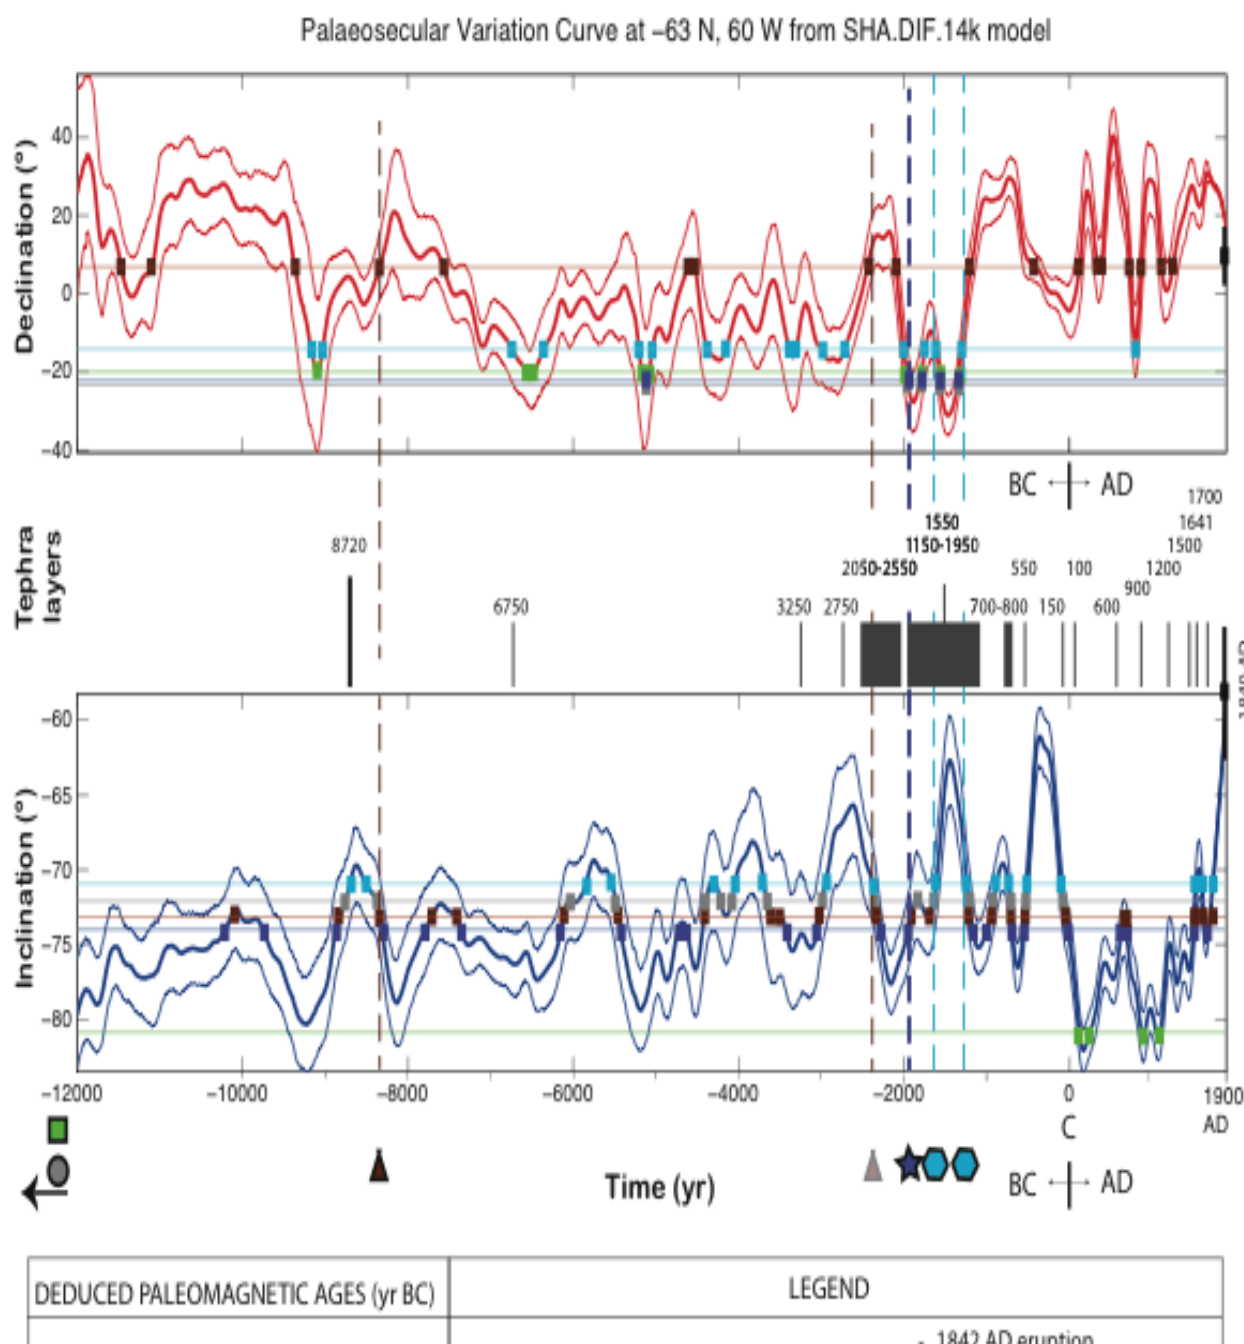 Palaeosecular Variation Curve at −63 N, 60 W from SHA.DIF.14k model
Declination (°)
40
20
0
−20
−40
BC AD
Tephra
layers
8720
6750
3250
2750
2050-2550
1550
1150-1950
700-800
550
150
100
600
900
1200
1500
1641
1700
Inclination (°)
−60
−65
−70
−75
−80
−12000
−10000
−8000
−6000
−4000
−2000
0
1900
C
AD
Time (yr)
BC AD
DEDUCED PALEOMAGNETIC AGES (yr BC)
LEGEND
1842 AD eruption